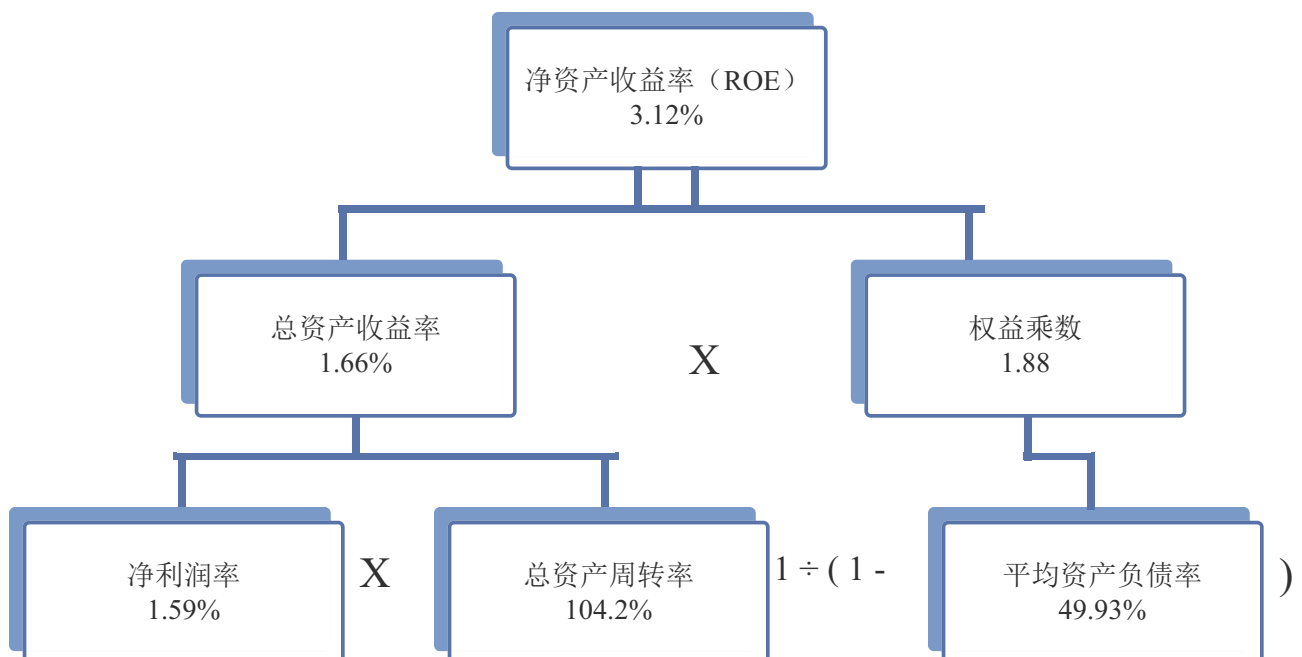 净资产收益率（ROE）
3.12%
总资产收益率
1.66%
X
权益乘数
1.88
净利润率
1.59%
X
总资产周转率
104.2%
1 ÷ ( 1 -
平均资产负债率
49.93%
)